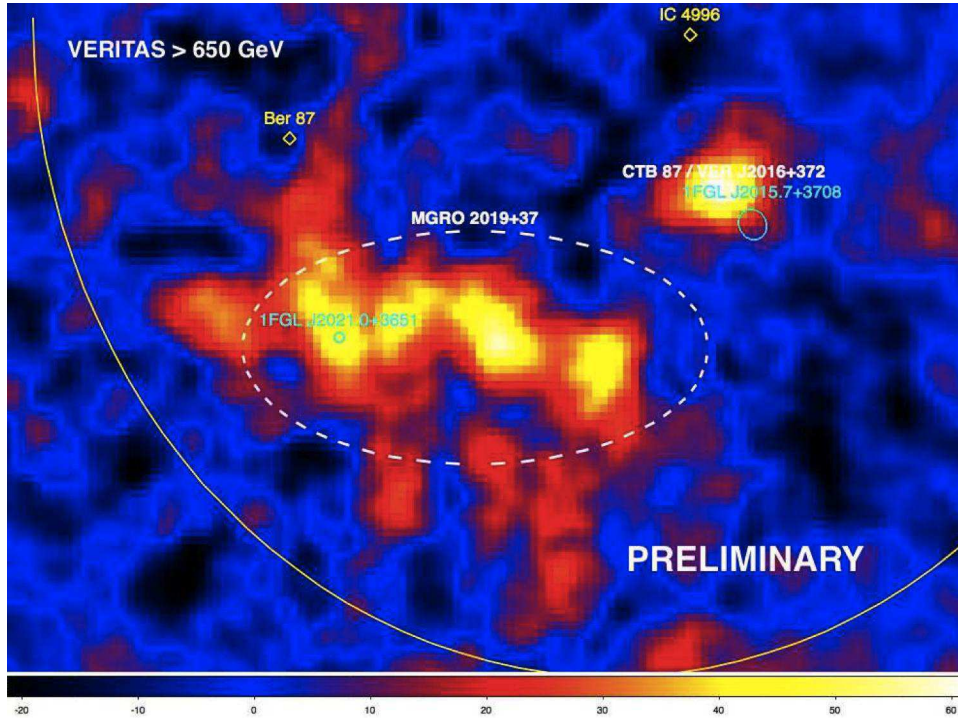 IC 4996
VERITAS > 650 GeV
Ber 87
CTB 87 / VER J2016+372
1FGL J2015.7+3708
MGRO 2019+37
1FGL J2021.0+3651
PRELIMINARY
-20 -10 0 10 20 30 40 50 60